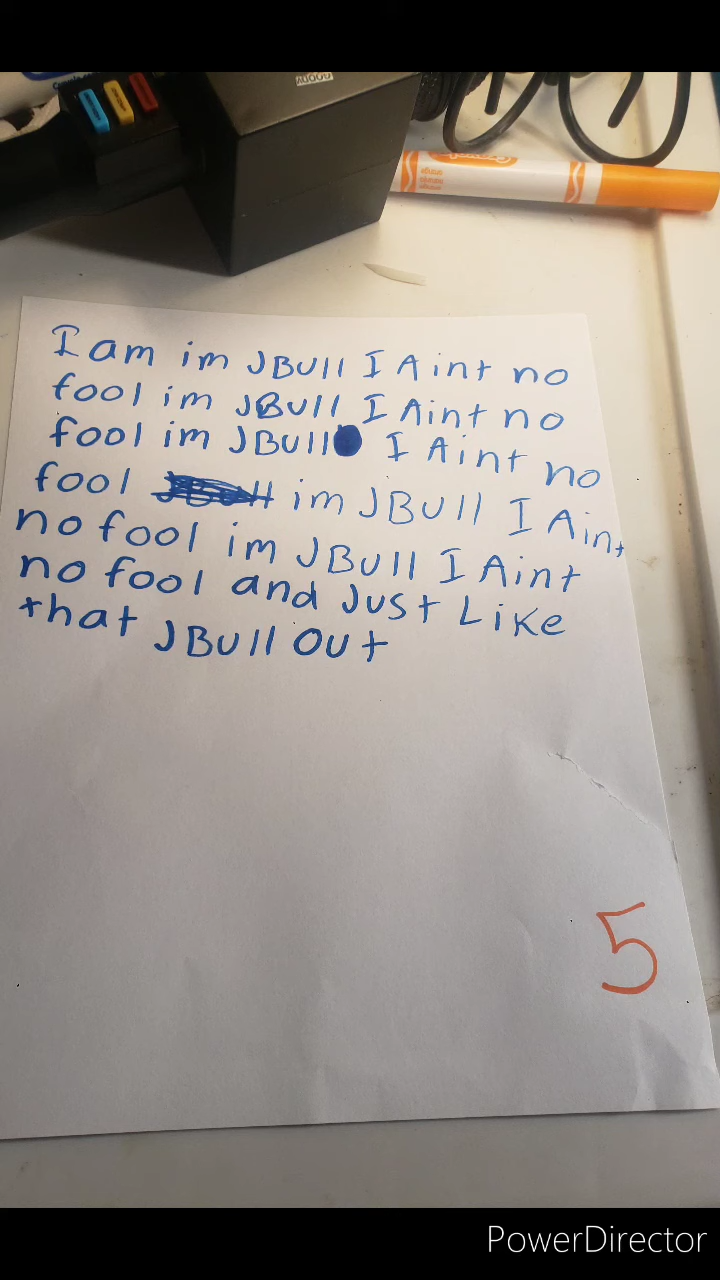 I am im JBUll I Aint no
fool im JBUll I Aint no
fool im JBUll I Aint no
fool im JBUll I Aint
no fool im JBUll I Aint
no fool and JUst LiKe
that JBUll OUt
5
PowerDirector